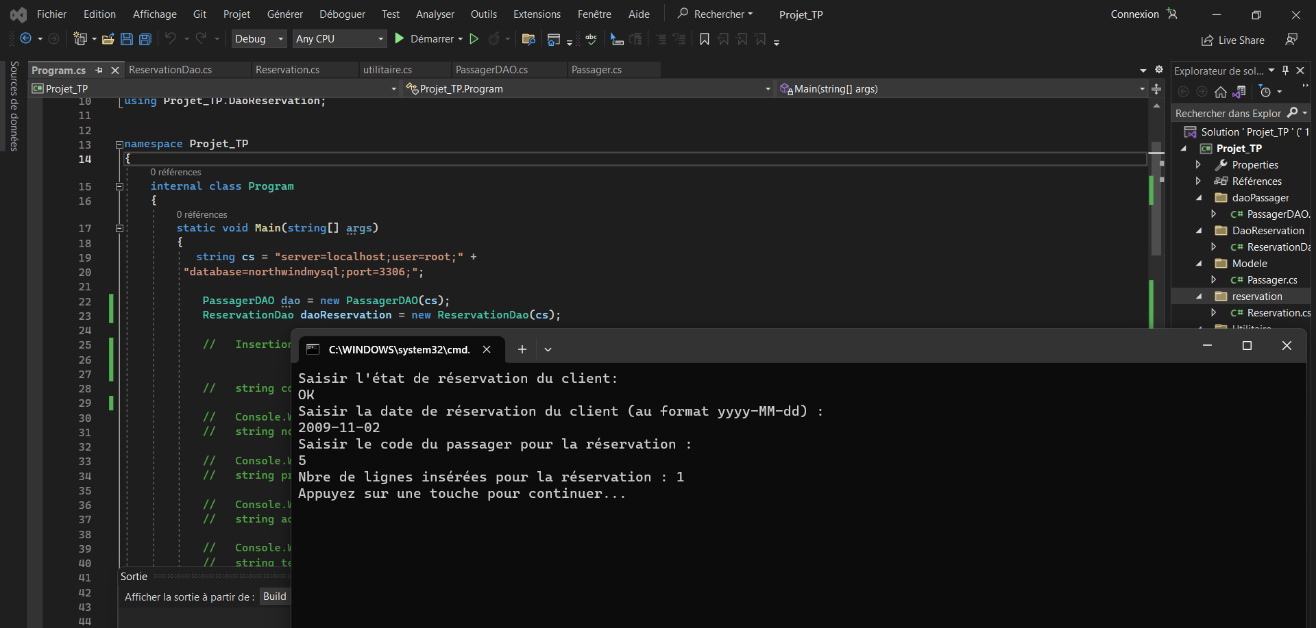 Fichier Edition Affichage Git Projet Générer Déboguer Test Analyser Outils Extensions Fenêtre Aide Rechercher Projet_TP Connexion
Debug Any CPU Démarrer Live Share
Sources de données
Program.cs ReservationDao.cs Reservation.cs utilitaire.cs PassagerDAO.cs Passager.cs
Projet_TP Projet_TP.Program Main(string[] args)
10 using Projet_TP.DaoReservation;
11
12
13 namespace Projet_TP
14 {
0 références
15 internal class Program
16 {
0 références
17 static void Main(string[] args)
18 {
19 string cs = "server=localhost;user=root;" +
20 "database=northwindmysql;port=3306;";
21
22 PassagerDAO dao = new PassagerDAO(cs);
23 ReservationDao daoReservation = new ReservationDao(cs);
24
25 // Insertion
26
27
28 // string co
29
30 // Console.W
31 // string no
32
33 // Console.W
34 // string pr
35
36 // Console.W
37 // string ad
38
39 // Console.W
40 // string te
41
42
43
44
Sortie
Afficher la sortie à partir de : Build
C:\WINDOWS\system32\cmd.
Saisir l'état de réservation du client:
OK
Saisir la date de réservation du client (au format yyyy-MM-dd) :
2009-11-02
Saisir le code du passager pour la réservation :
5
Nbre de lignes insérées pour la réservation : 1
Appuyez sur une touche pour continuer...
Explorateur de sol...
Rechercher dans Explor
Solution ' Projet_TP ' (' 1
Projet_TP
Properties
Références
daoPassager
C# PassagerDAO.
DaoReservation
C# ReservationDa
Modele
C# Passager.cs
reservation
C# Reservation.cs
Utilitaire